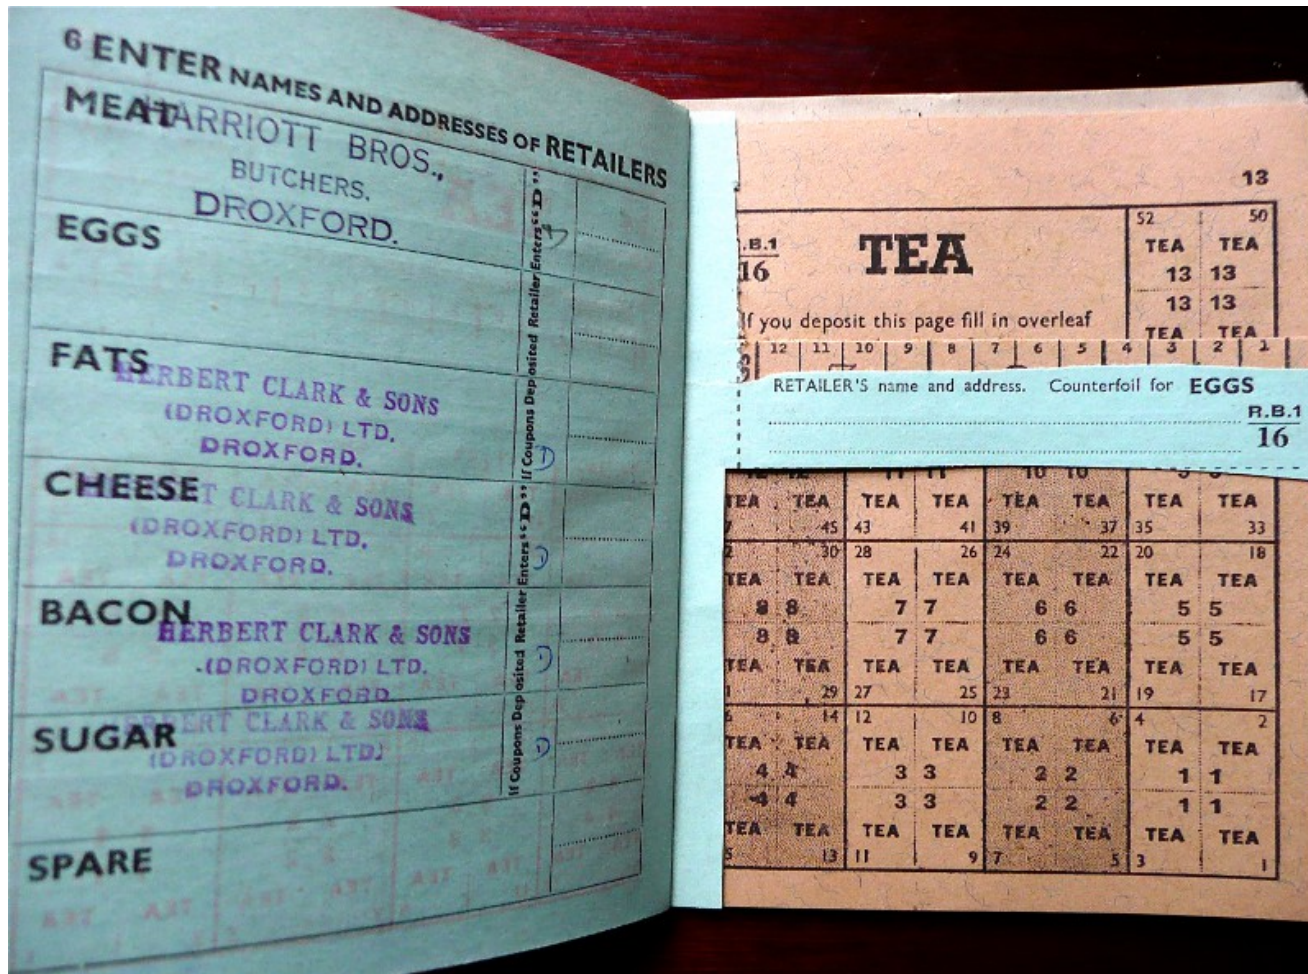 6 ENTER NAMES AND ADDRESSES OF RETAILERS
MEAT
HARRIOTT BROS.,
BUTCHERS.
DROXFORD.
EGGS
FATS
HERBERT CLARK & SONS
(DROXFORD) LTD.
DROXFORD.
CHEESE
T CLARK & SONS
(DROXFORD) LTD.
DROXFORD.
BACON
HERBERT CLARK & SONS
(DROXFORD) LTD.
DROXFORD
SUGAR
HERBERT CLARK & SONS
(DROXFORD) LTD.
DROXFORD.
SPARE
If Coupons Deposited Retailer Enters "D"
If Coupons Deposited Retailer Enters "D"
D
D
D
D
13
.B.1
16
TEA
If you deposit this page fill in overleaf
52 50
TEA TEA
13 13
13 13
TEA TEA
12 11 10 9 8 7 6 5 4 3 2 1
RETAILER'S name and address. Counterfoil for EGGS
R.B.1
16
TEA TEA TEA TEA TEA TEA TEA TEA
45 43 41 39 37 35 33
30 28 26 24 22 20 18
TEA TEA TEA TEA TEA TEA TEA TEA
8 8 7 7 6 6 5 5
8 8 7 7 6 6 5 5
TEA TEA TEA TEA TEA TEA TEA TEA
29 27 25 23 21 19 17
14 12 10 8 6 4 2
TEA TEA TEA TEA TEA TEA TEA TEA
4 4 3 3 2 2 1 1
4 4 3 3 2 2 1 1
TEA TEA TEA TEA TEA TEA TEA TEA
13 11 9 7 5 3 1